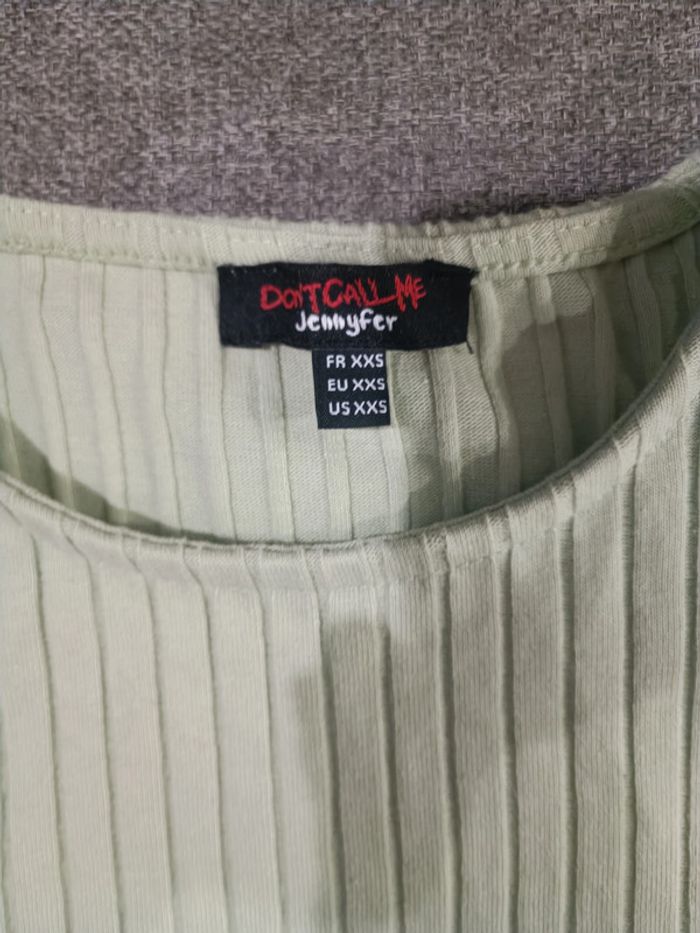 DON'T CALL ME
Jennyfer
FR XXS
EU XXS
US XXS